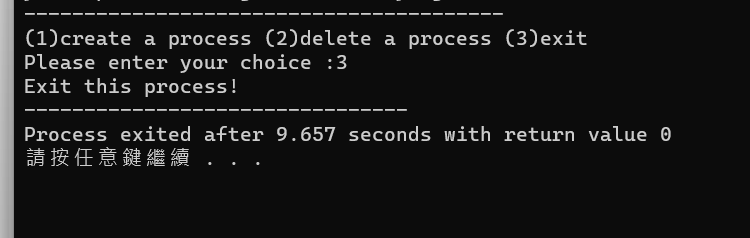 ----------------------------------------
(1)create a process (2)delete a process (3)exit
Please enter your choice :3
Exit this process!
--------------------------------
Process exited after 9.657 seconds with return value 0
請按任意鍵繼續 . . .